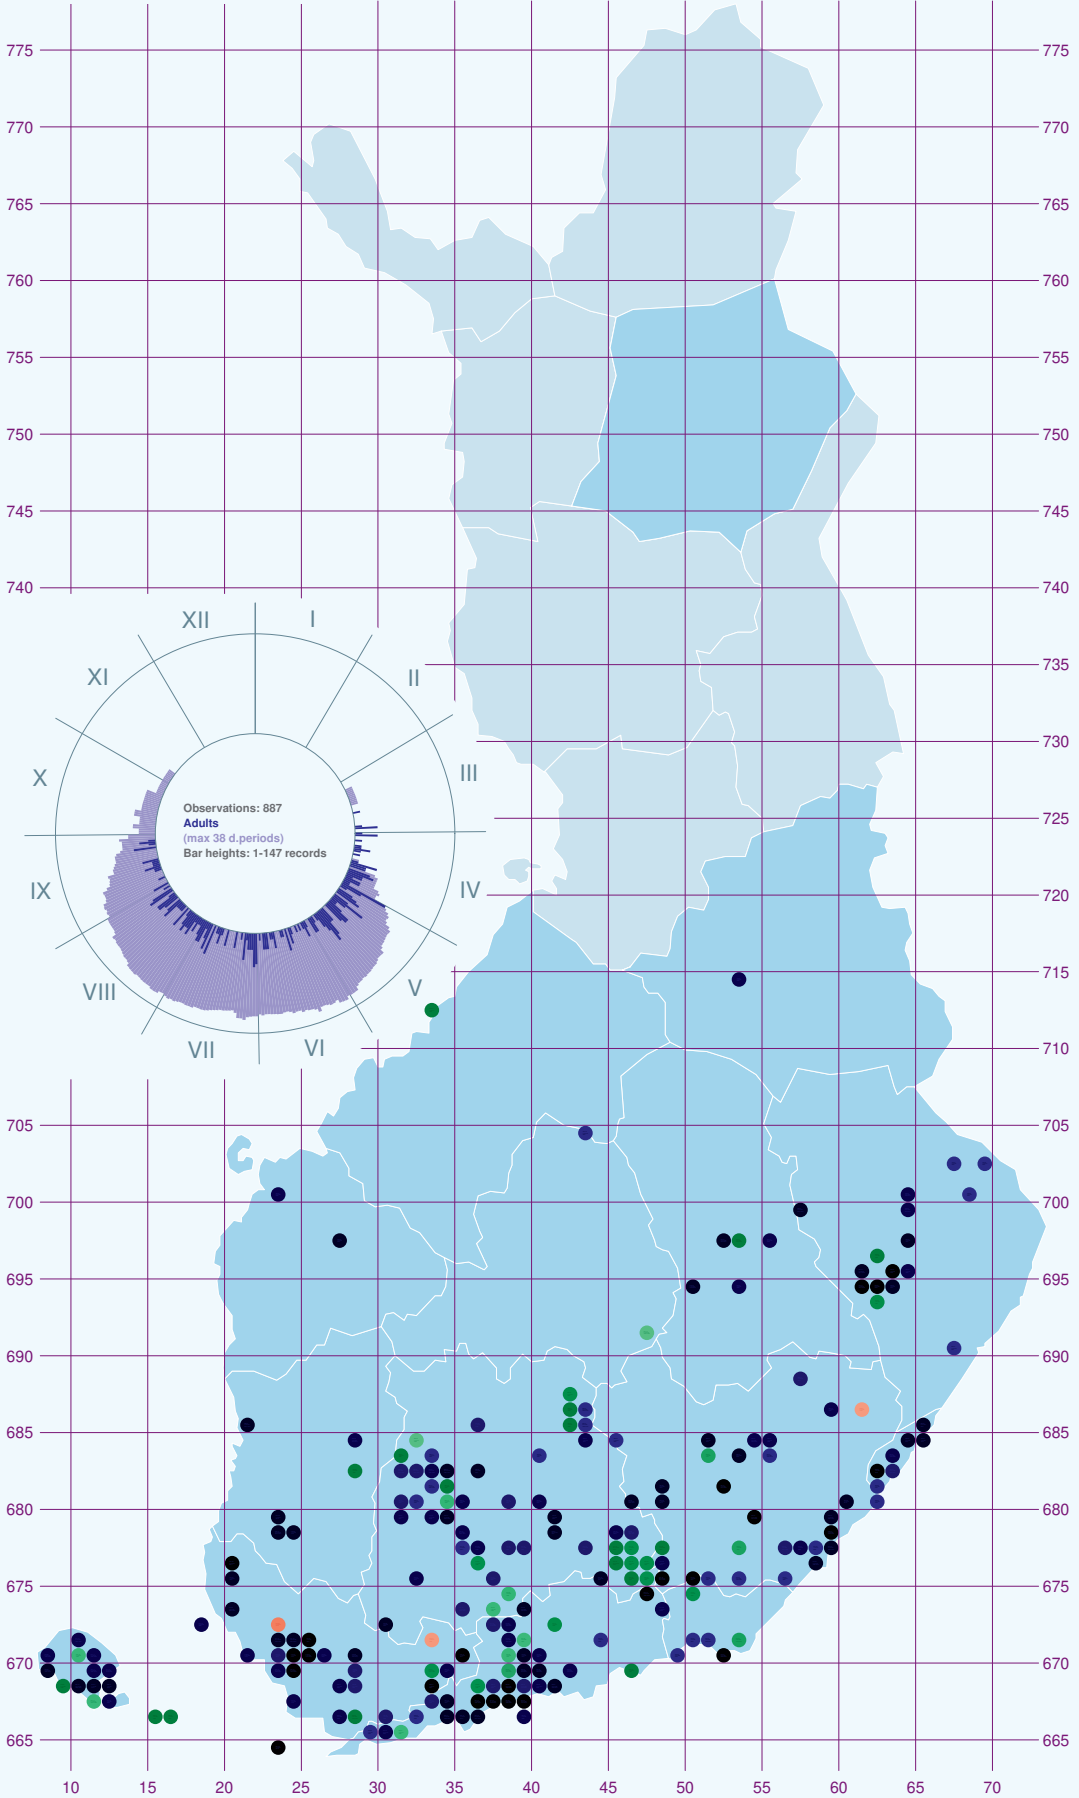 775 775
770 770
765 765
760 760
755 755
750 750
745 745
740 740
XII I
XI II
735
730
X III
Observations: 887
Adults
(max 38 d.periods)
Bar heights: 1-147 records
725
IX IV
720
VIII V
715
VII VI
710
705 705
700 700
695 695
690 690
685 685
680 680
675 675
670 670
665 665
10 15 20 25 30 35 40 45 50 55 60 65 70